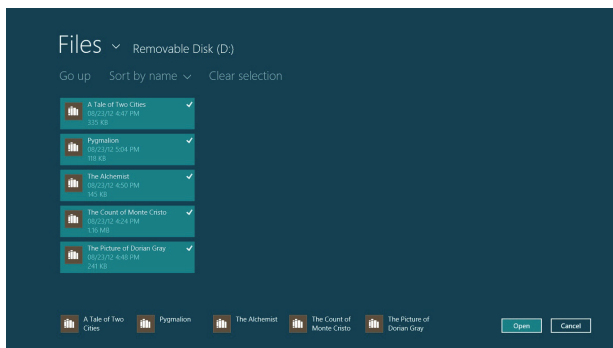 Files Removable Disk (D:)
Go up Sort by name Clear selection
A Tale of Two Cities
08/23/12 4:47 PM
335 KB
Pygmalion
08/23/12 5:04 PM
118 KB
The Alchemist
08/23/12 4:50 PM
145 KB
The Count of Monte Cristo
08/23/12 4:24 PM
1.16 MB
The Picture of Dorian Gray
08/23/12 4:48 PM
241 KB
A Tale of Two
Cities
Pygmalion
The Alchemist
The Count of
Monte Cristo
The Picture of
Dorian Gray
Open
Cancel